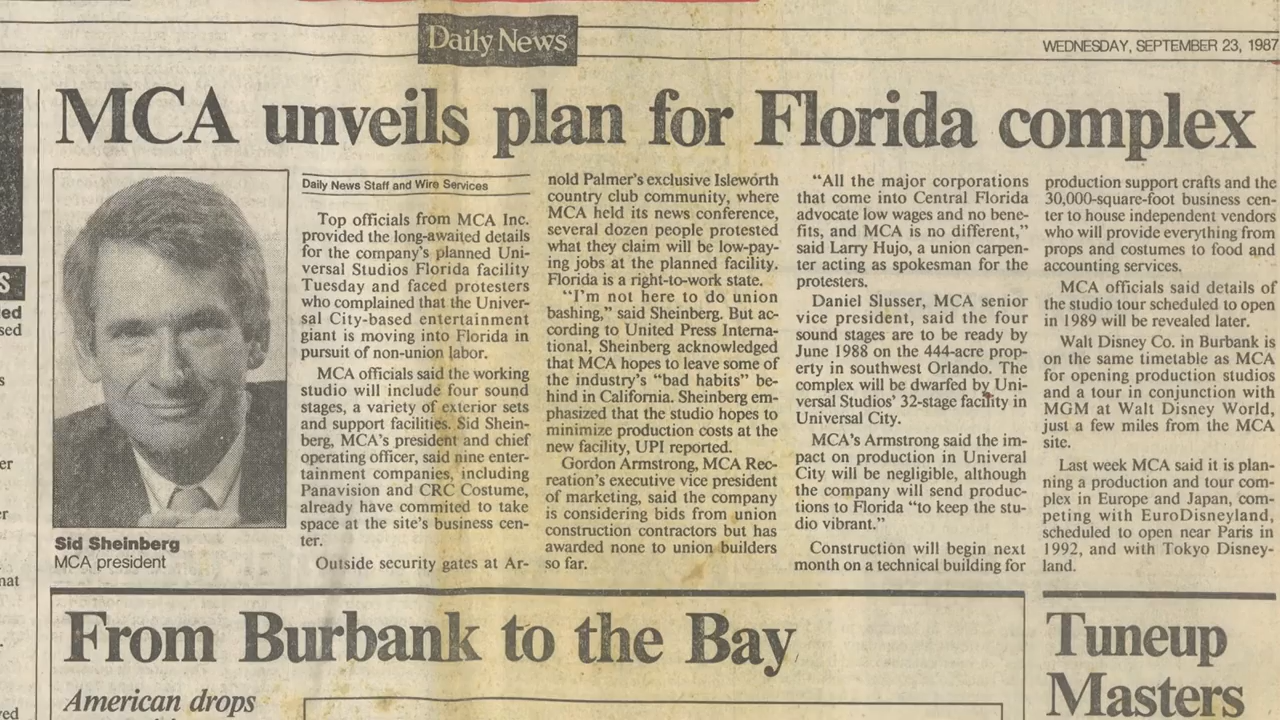 Daily News
WEDNESDAY, SEPTEMBER 23, 1987
MCA unveils plan for Florida complex
Sid Sheinberg
MCA president
Daily News Staff and Wire Services
Top officials from MCA Inc.
provided the long-awaited details
for the company's planned Uni-
versal Studios Florida facility
Tuesday and faced protesters
who complained that the Univer-
sal City-based entertainment
giant is moving into Florida in
pursuit of non-union labor.
MCA officials said the working
studio will include four sound
stages, a variety of exterior sets
and support facilities. Sid Shein-
berg, MCA's president and chief
operating officer, said nine enter-
tainment companies, including
Panavision and CRC Costume,
already have commited to take
space at the site's business cen-
ter.
Outside security gates at Ar-
nold Palmer's exclusive Isleworth
country club community, where
MCA held its news conference,
several dozen people protested
what they claim will be low-pay-
ing jobs at the planned facility.
Florida is a right-to-work state.
"I'm not here to do union
bashing," said Sheinberg. But ac-
cording to United Press Interna-
tional, Sheinberg acknowledged
that MCA hopes to leave some of
the industry's "bad habits" be-
hind in California. Sheinberg em-
phasized that the studio hopes to
minimize production costs at the
new facility, UPI reported.
Gordon Armstrong, MCA Rec-
reation's executive vice president
of marketing, said the company
is considering bids from union
construction contractors but has
awarded none to union builders
so far.
"All the major corporations
that come into Central Florida
advocate low wages and no bene-
fits, and MCA is no different,"
said Larry Hujo, a union carpen-
ter acting as spokesman for the
protesters.
Daniel Slusser, MCA senior
vice president, said the four
sound stages are to be ready by
June 1988 on the 444-acre prop-
erty in southwest Orlando. The
complex will be dwarfed by Uni-
versal Studios' 32-stage facility in
Universal City.
MCA's Armstrong said the im-
pact on production in Univeral
City will be negligible, although
the company will send produc-
tions to Florida "to keep the stu-
dio vibrant."
Construction will begin next
month on a technical building for
production support crafts and the
30,000-square-foot business cen-
ter to house independent vendors
who will provide everything from
props and costumes to food and
accounting services.
MCA officials said details of
the studio tour scheduled to open
in 1989 will be revealed later.
Walt Disney Co. in Burbank is
on the same timetable as MCA
for opening production studios
and a tour in conjunction with
MGM at Walt Disney World,
just a few miles from the MCA
site.
Last week MCA said it is plan-
ning a production and tour com-
plex in Europe and Japan, com-
peting with EuroDisneyland,
scheduled to open near Paris in
1992, and with Tokyo Disney-
land.
From Burbank to the Bay
American drops
Tuneup
Masters